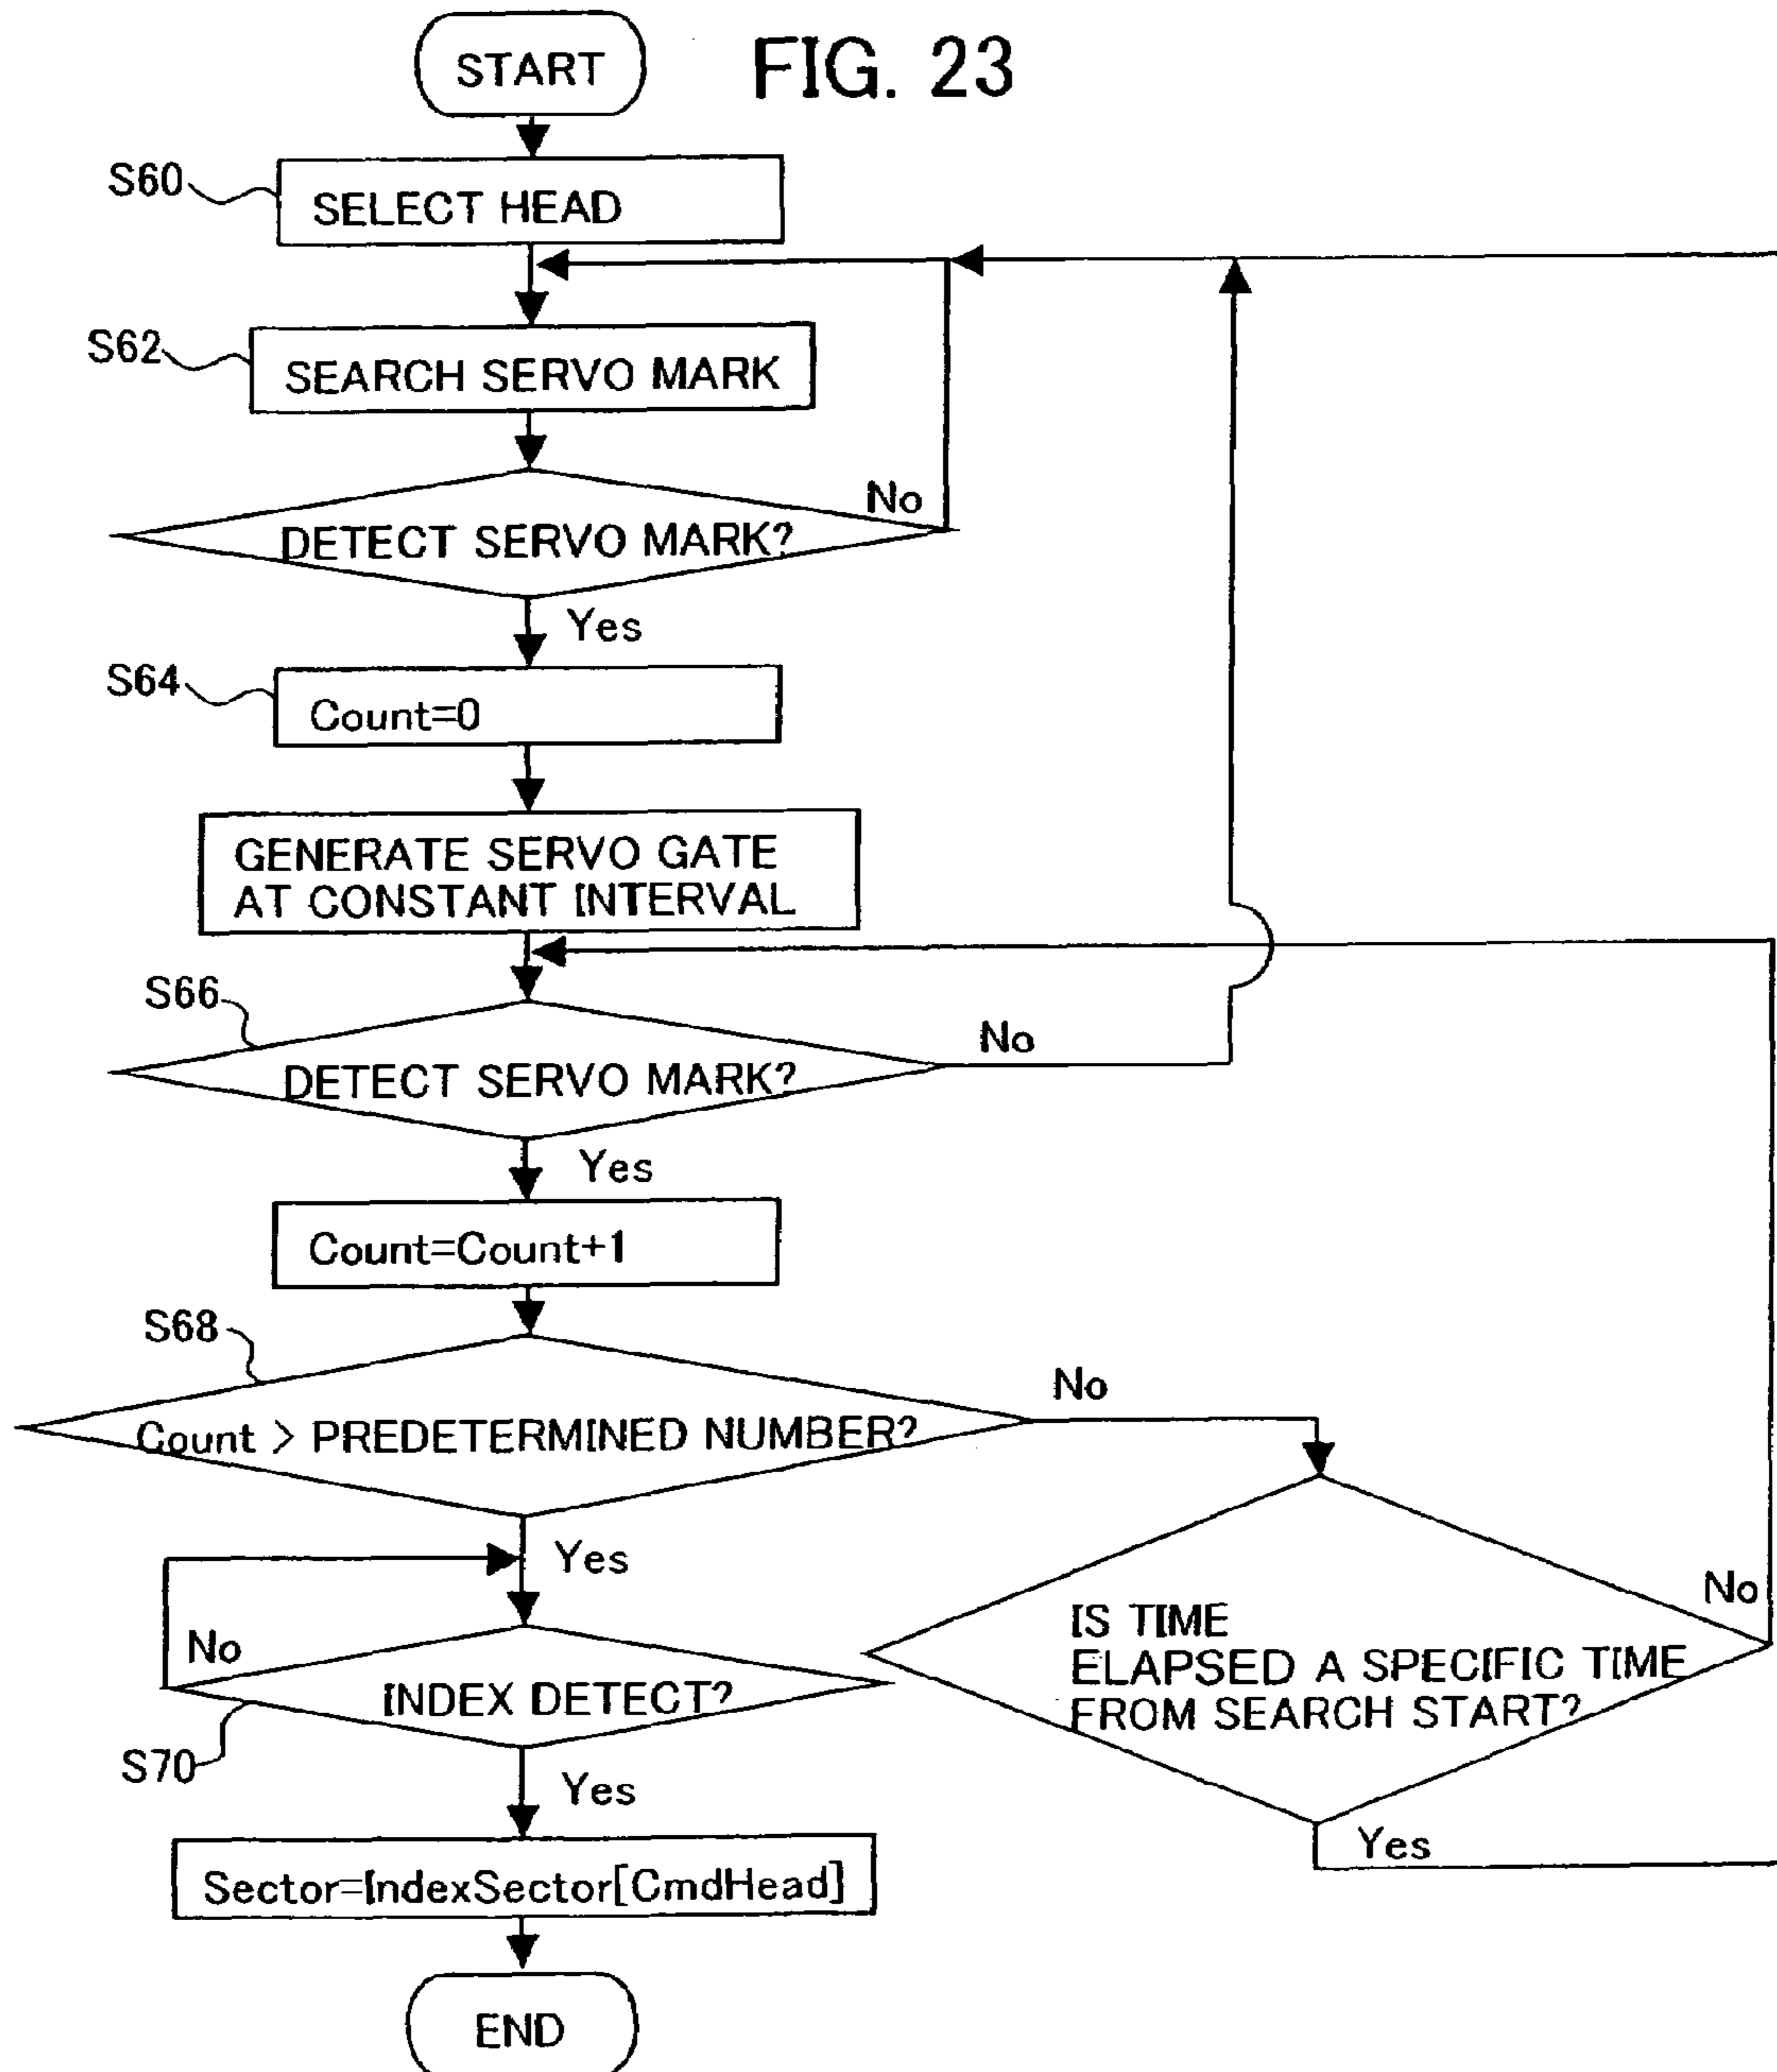 FIG. 23
START
S60
SELECT HEAD
S62
SEARCH SERVO MARK
No
DETECT SERVO MARK?
Yes
S64
Count=0
GENERATE SERVO GATE
AT CONSTANT INTERVAL
S66
No
DETECT SERVO MARK?
Yes
Count=Count+1
S68
No
Count > PREDETERMINED NUMBER?
Yes
No
IS TIME
ELAPSED A SPECIFIC TIME
FROM SEARCH START?
No
INDEX DETECT?
S70
Yes
Yes
Sector=IndexSector[CmdHead]
END